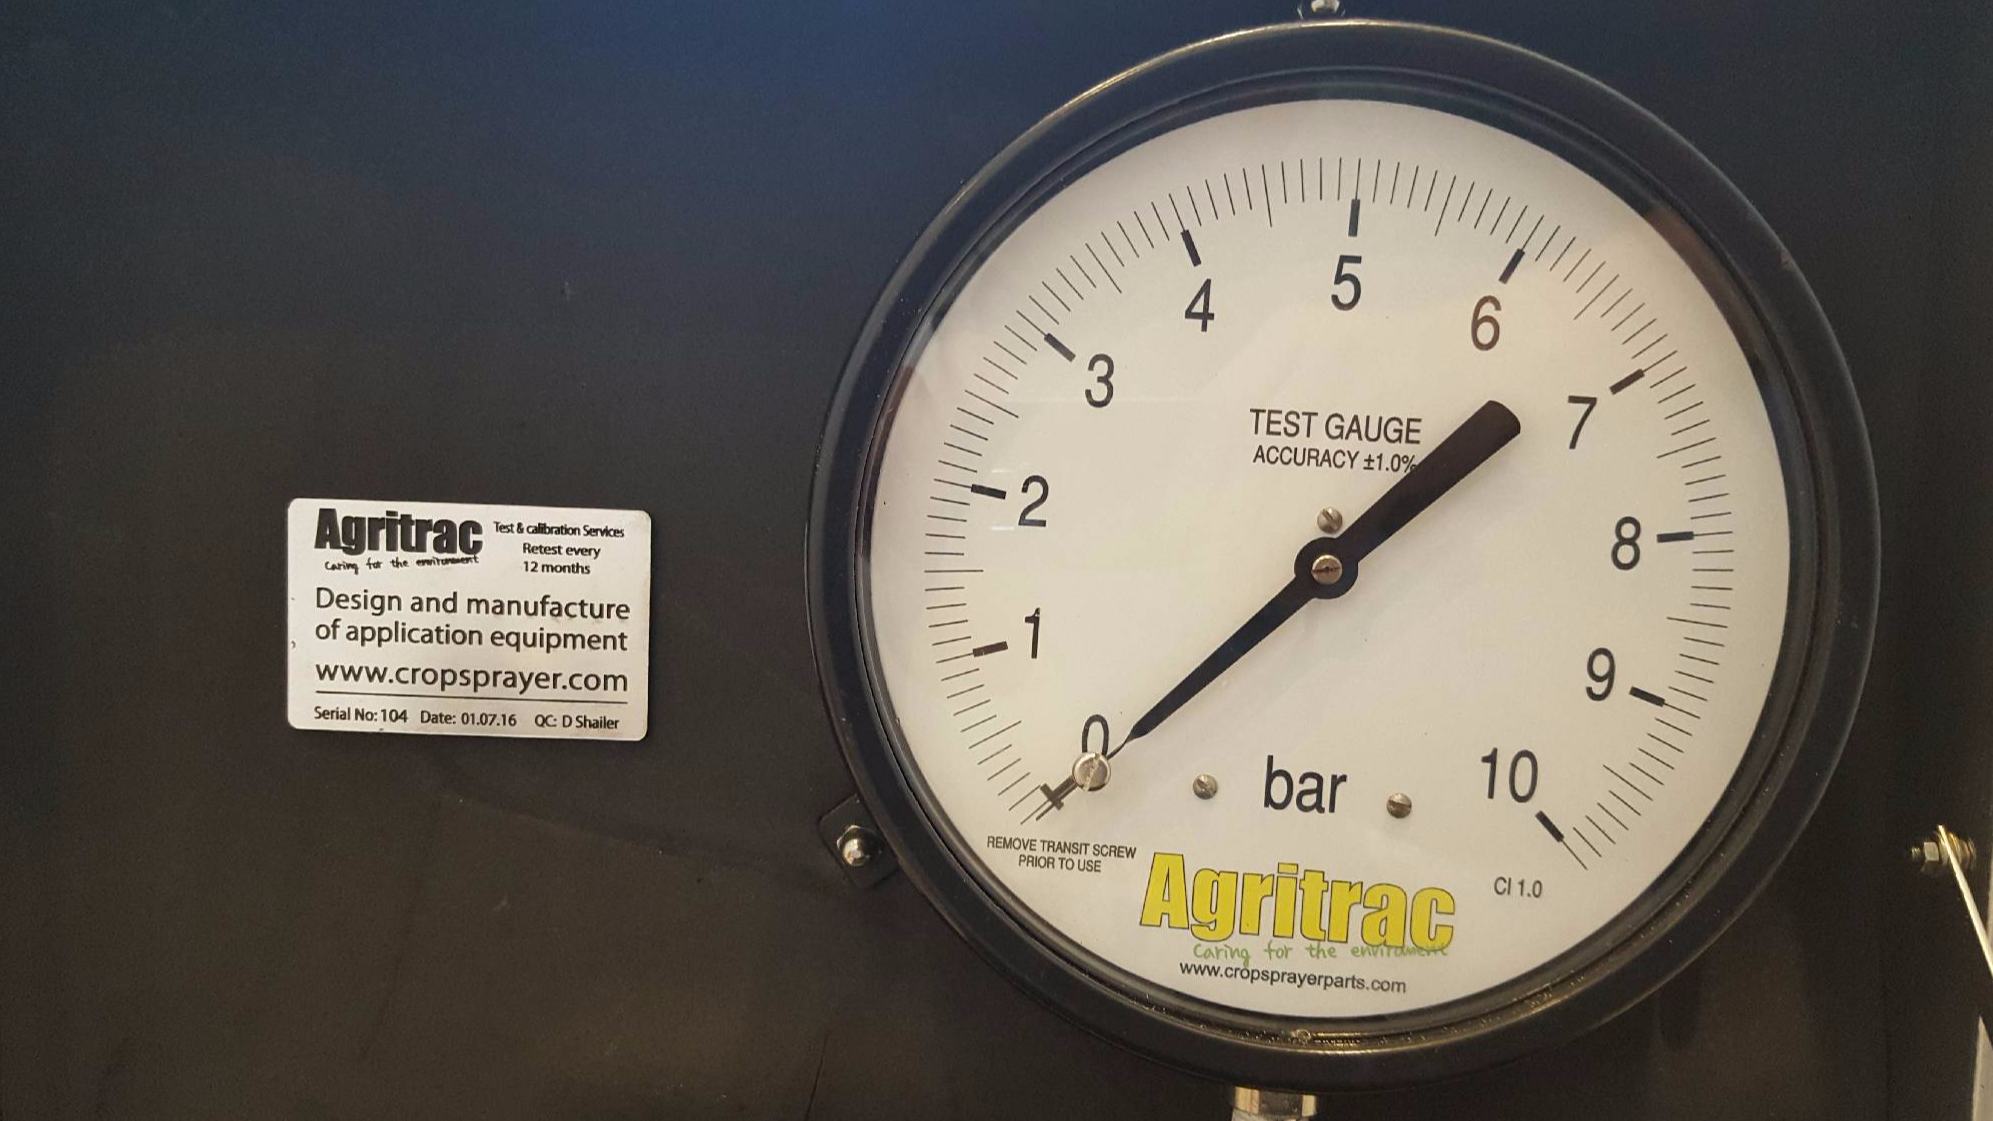 Agritrac
Caring for the environment
Test & calibration Services
Retest every
12 months
Design and manufacture
of application equipment
www.cropsprayer.com
Serial No: 104 Date: 01.07.16 QC: D Shailer
0
1
2
3
4
5
6
7
8
9
10
TEST GAUGE
ACCURACY ±1.0%
bar
REMOVE TRANSIT SCREW
PRIOR TO USE
CI 1.0
Agritrac
Caring for the environment
www.cropsprayerparts.com